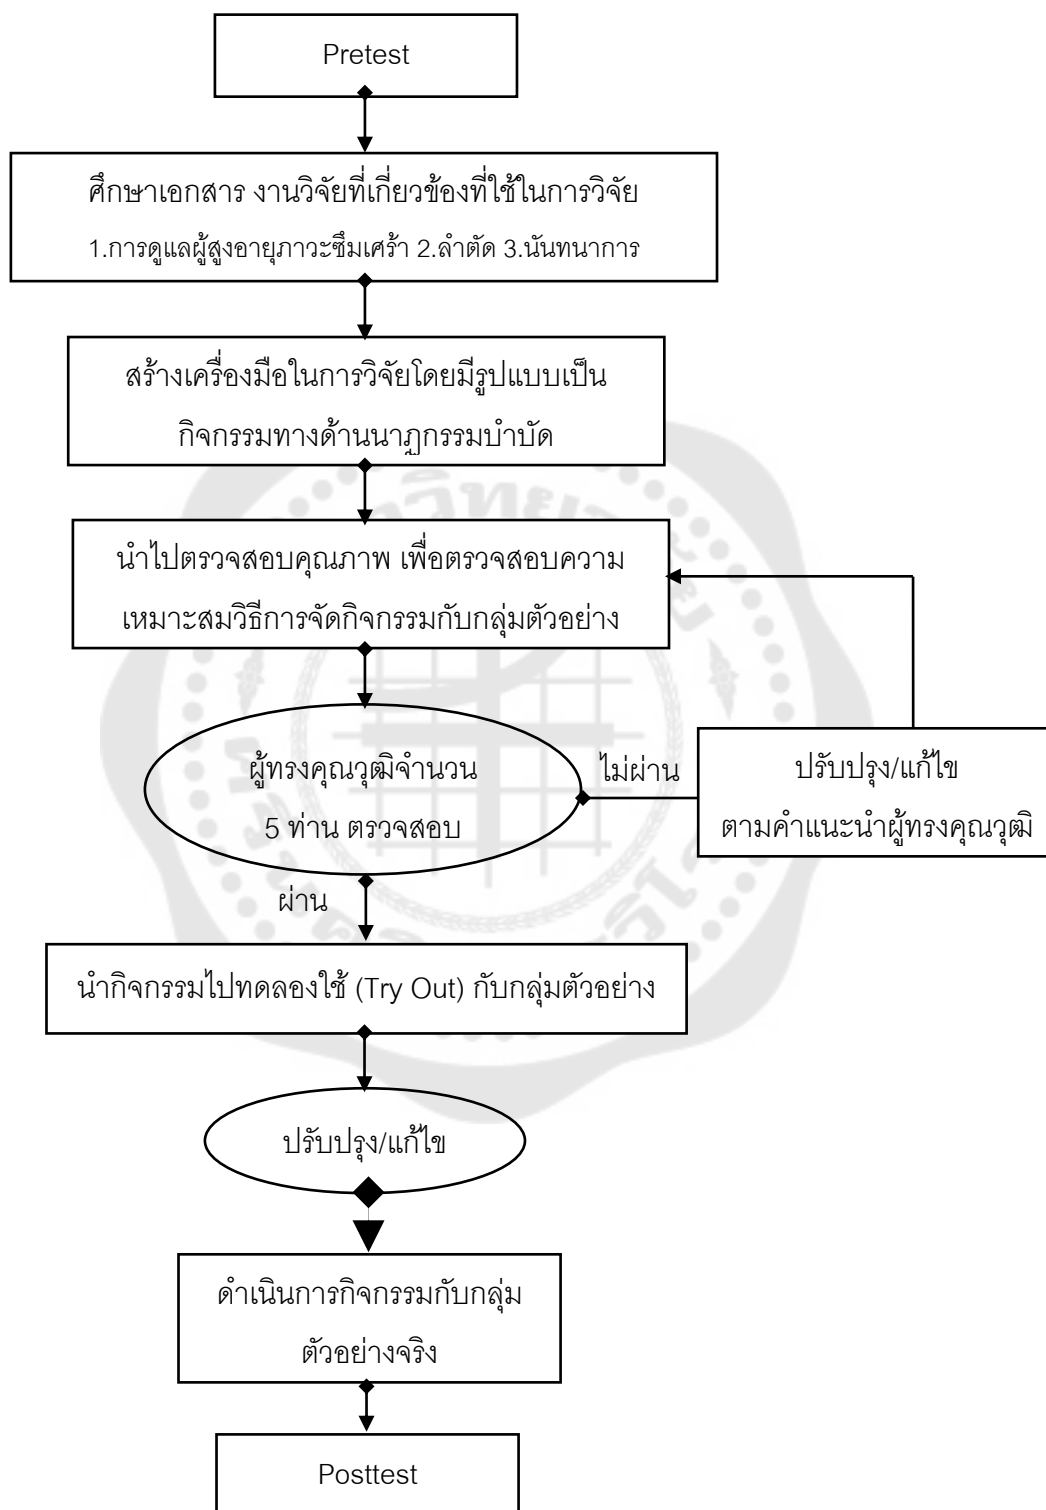 Pretest
ศึกษาเอกสาร งานวิจัยที่เกี่ยวข้องที่ใช้ในการวิจัย
1.การดูแลผู้สูงอายุภาวะซึมเศร้า 2.ลำตัด 3.นันทนาการ
สร้างเครื่องมือในการวิจัยโดยมีรูปแบบเป็น
กิจกรรมทางด้านนาฏกรรมบำบัด
นำไปตรวจสอบคุณภาพ เพื่อตรวจสอบความ
เหมาะสมวิธีการจัดกิจกรรมกับกลุ่มตัวอย่าง
ผู้ทรงคุณวุฒิจำนวน
5 ท่าน ตรวจสอบ
ไม่ผ่าน
ปรับปรุง/แก้ไข
ตามคำแนะนำผู้ทรงคุณวุฒิ
ผ่าน
นำกิจกรรมไปทดลองใช้ (Try Out) กับกลุ่มตัวอย่าง
ปรับปรุง/แก้ไข
ดำเนินการกิจกรรมกับกลุ่ม
ตัวอย่างจริง
Posttest